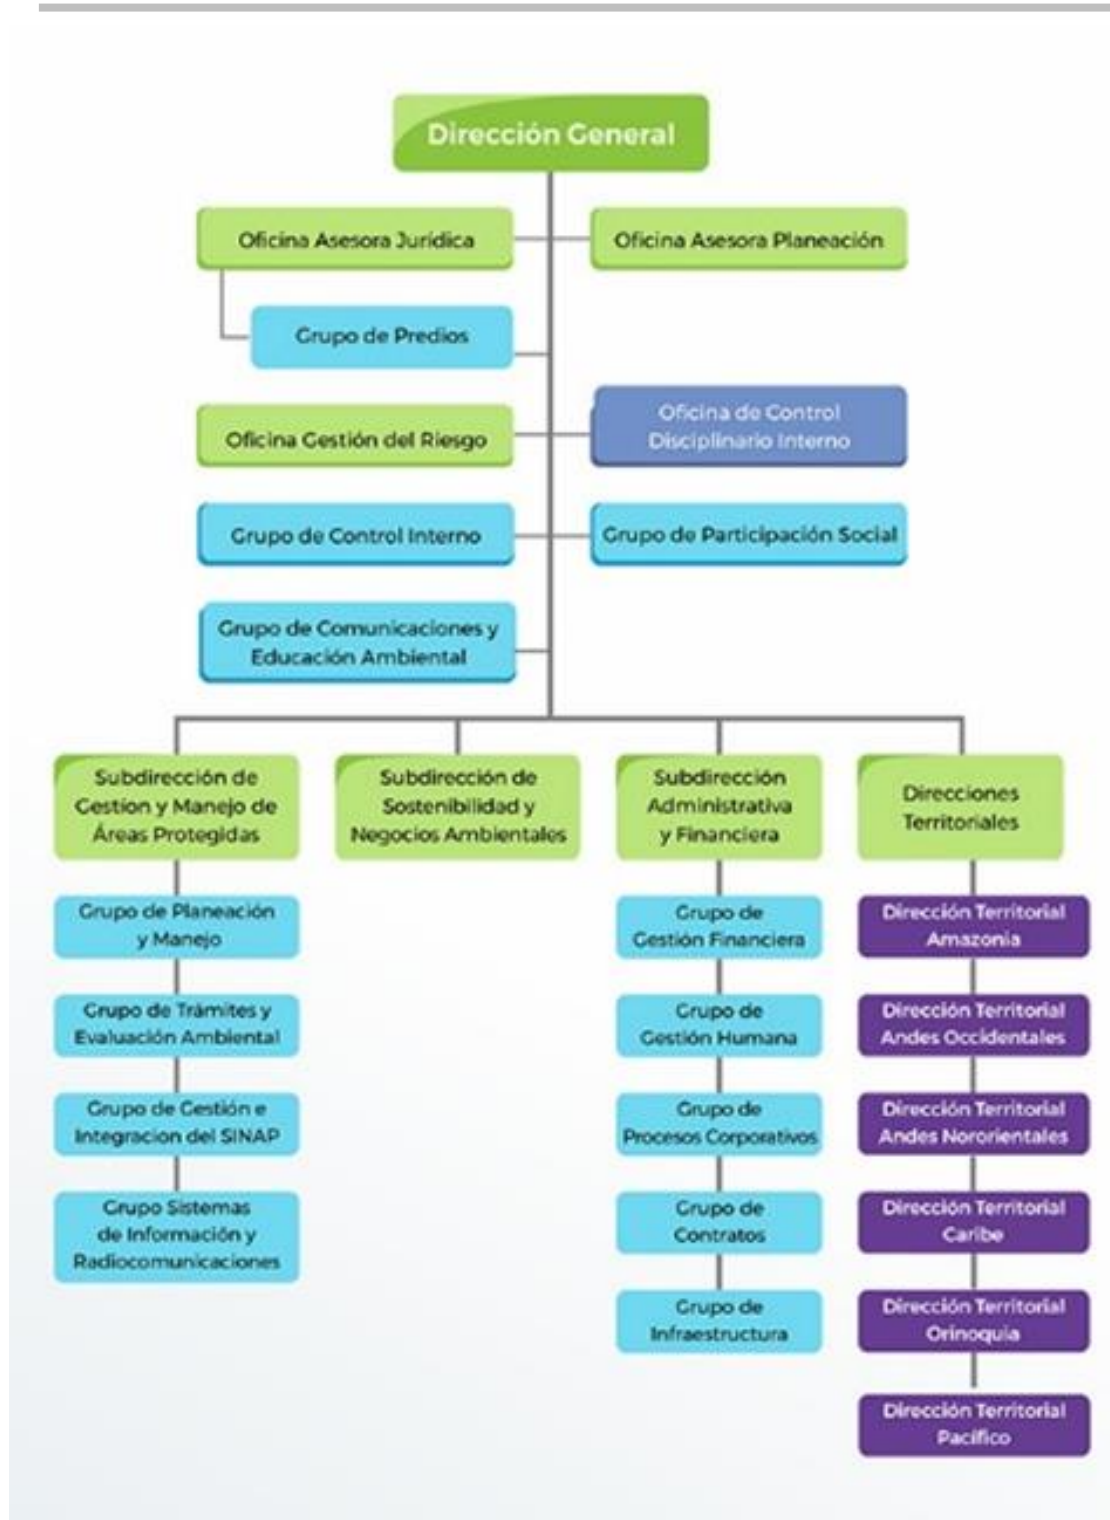 Dirección General
Oficina Asesora Jurídica
Oficina Asesora Planeación
Grupo de Predios
Oficina Gestión del Riesgo
Oficina de Control
Disciplinario Interno
Grupo de Control Interno
Grupo de Participación Social
Grupo de Comunicaciones y
Educación Ambiental
Subdirección de
Gestion y Manejo de
Áreas Protegidas
Subdirección de
Sostenibilidad y
Negocios Ambientales
Subdirección
Administrativa
y Financiera
Direcciones
Territoriales
Grupo de Planeación
y Manejo
Grupo de Trámites y
Evaluación Ambiental
Grupo de Gestión e
Integracion del SINAP
Grupo Sistemas
de Información y
Radiocomunicaciones
Grupo de
Gestión Financiera
Grupo de
Gestión Humana
Grupo de
Procesos Corporativos
Grupo de
Contratos
Grupo de
Infraestructura
Dirección Territorial
Amazonia
Dirección Territorial
Andes Occidentales
Dirección Territorial
Andes Nororientales
Dirección Territorial
Caribe
Dirección Territorial
Orinoquia
Dirección Territorial
Pacífico